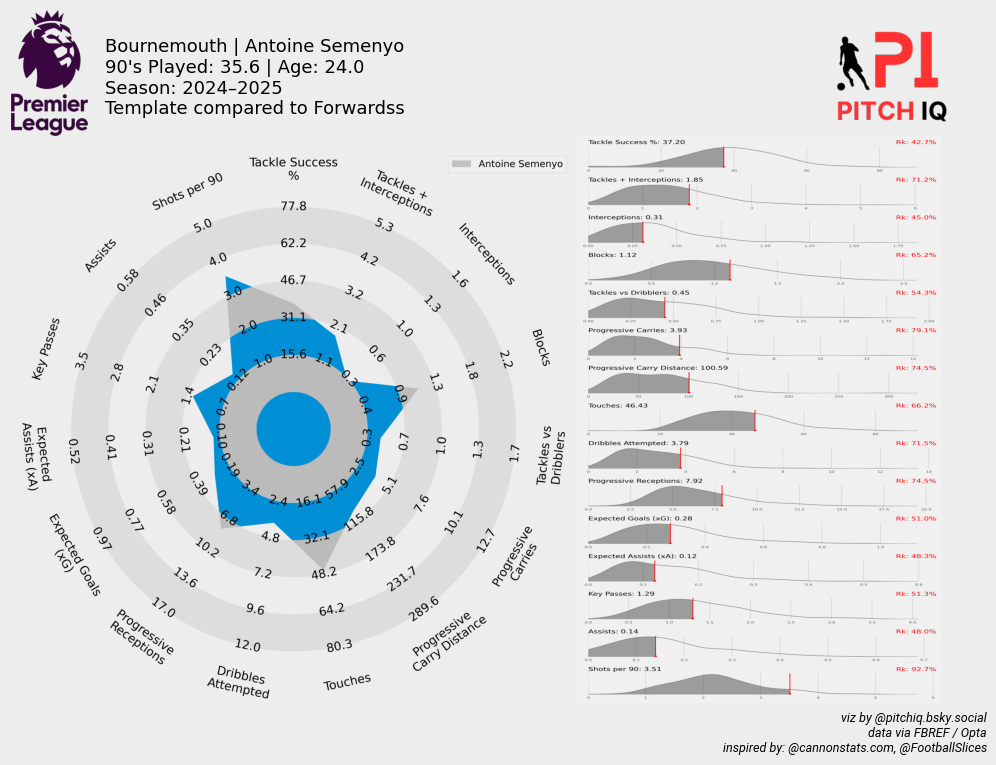 Premier
League
Bournemouth | Antoine Semenyo
90's Played: 35.6 | Age: 24.0
Season: 2024–2025
Template compared to Forwardss
PI
PITCH IQ
Antoine Semenyo
Tackle Success
%
Tackles +
Interceptions
Interceptions
Blocks
Tackles vs
Dribblers
Progressive
Carries
Progressive
Carry Distance
Touches
Dribbles
Attempted
Progressive
Receptions
Expected Goals
(xG)
Expected
Assists (xA)
Key Passes
Assists
Shots per 90
15.6 31.1 46.7 62.2 77.8
1.1 2.1 3.2 4.2 5.3
0.3 0.6 1.0 1.3 1.6
0.4 0.9 1.3 1.8 2.2
0.3 0.7 1.0 1.3 1.7
2.5 5.1 7.6 10.1 12.7
57.9 115.8 173.8 231.7 289.6
16.1 32.1 48.2 64.2 80.3
2.4 4.8 7.2 9.6 12.0
3.4 6.8 10.2 13.6 17.0
0.19 0.39 0.58 0.77 0.97
0.10 0.21 0.31 0.41 0.52
0.7 1.4 2.1 2.8 3.5
0.12 0.23 0.35 0.46 0.58
1.0 2.0 3.0 4.0 5.0
Tackle Success %: 37.20 Rk: 42.7%
Tackles + Interceptions: 1.85 Rk: 71.2%
Interceptions: 0.31 Rk: 45.0%
Blocks: 1.12 Rk: 65.2%
Tackles vs Dribblers: 0.45 Rk: 54.3%
Progressive Carries: 3.93 Rk: 79.1%
Progressive Carry Distance: 100.59 Rk: 74.5%
Touches: 46.43 Rk: 66.2%
Dribbles Attempted: 3.79 Rk: 71.5%
Progressive Receptions: 7.92 Rk: 74.5%
Expected Goals (xG): 0.28 Rk: 51.0%
Expected Assists (xA): 0.12 Rk: 48.3%
Key Passes: 1.29 Rk: 51.3%
Assists: 0.14 Rk: 48.0%
Shots per 90: 3.51 Rk: 92.7%
viz by @pitchiq.bsky.social
data via FBREF / Opta
inspired by: @cannonstats.com, @FootballSlices